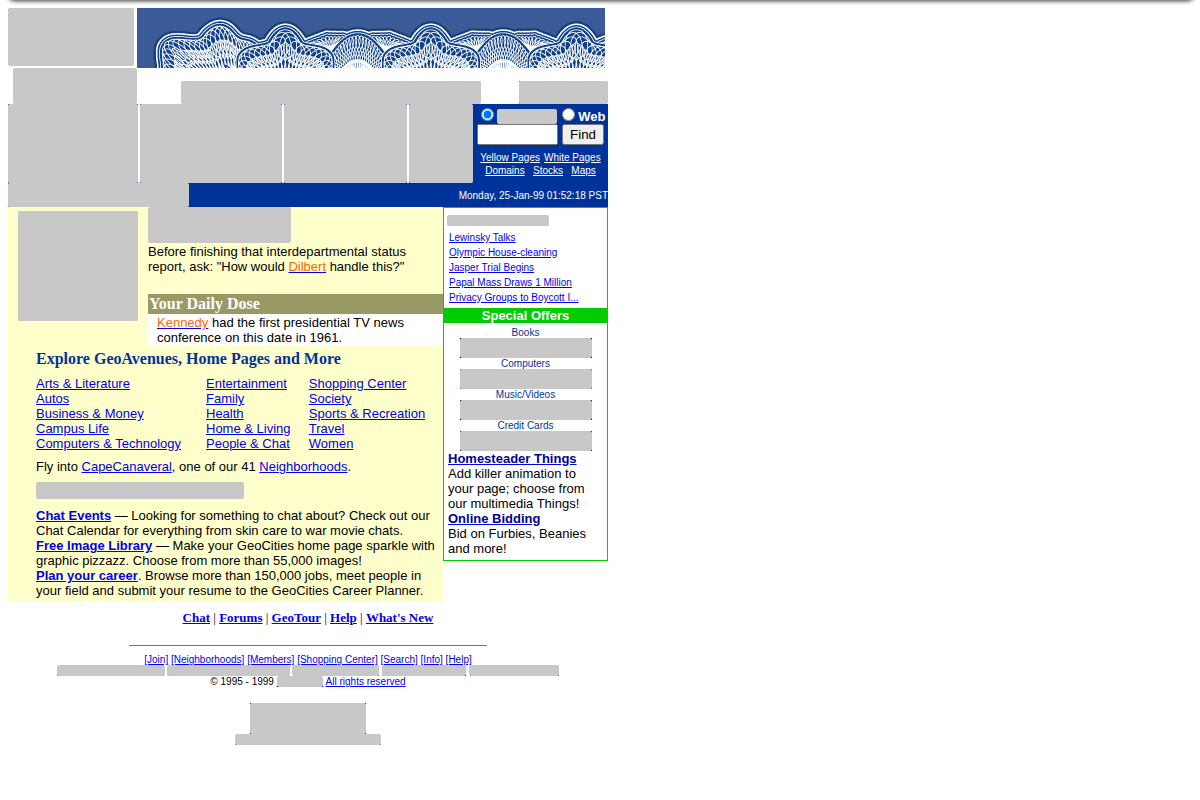 Web
Find
Yellow Pages White Pages
Domains Stocks Maps
Monday, 25-Jan-99 01:52:18 PST
Before finishing that interdepartmental status
report, ask: "How would Dilbert handle this?"
Your Daily Dose
Kennedy had the first presidential TV news
conference on this date in 1961.
Explore GeoAvenues, Home Pages and More
Arts & Literature Entertainment Shopping Center
Autos Family Society
Business & Money Health Sports & Recreation
Campus Life Home & Living Travel
Computers & Technology People & Chat Women
Fly into CapeCanaveral, one of our 41 Neighborhoods.
Chat Events — Looking for something to chat about? Check out our
Chat Calendar for everything from skin care to war movie chats.
Free Image Library — Make your GeoCities home page sparkle with
graphic pizzazz. Choose from more than 55,000 images!
Plan your career. Browse more than 150,000 jobs, meet people in
your field and submit your resume to the GeoCities Career Planner.
Lewinsky Talks
Olympic House-cleaning
Jasper Trial Begins
Papal Mass Draws 1 Million
Privacy Groups to Boycott I...
Special Offers
Books
Computers
Music/Videos
Credit Cards
Homesteader Things
Add killer animation to
your page; choose from
our multimedia Things!
Online Bidding
Bid on Furbies, Beanies
and more!
Chat | Forums | GeoTour | Help | What's New
[Join] [Neighborhoods] [Members] [Shopping Center] [Search] [Info] [Help]
© 1995 - 1999 All rights reserved